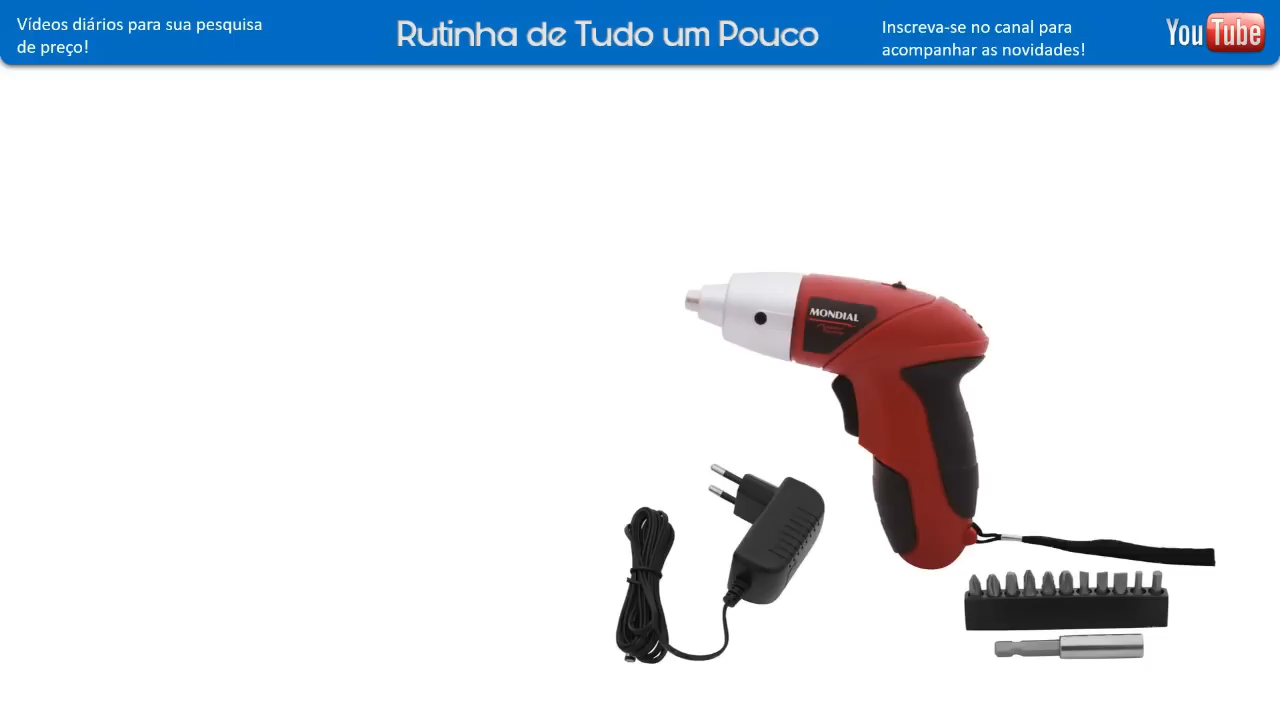 Vídeos diários para sua pesquisa
de preço!
Rutinha de Tudo um Pouco
Inscreva-se no canal para
acompanhar as novidades!
YouTube
MONDIAL